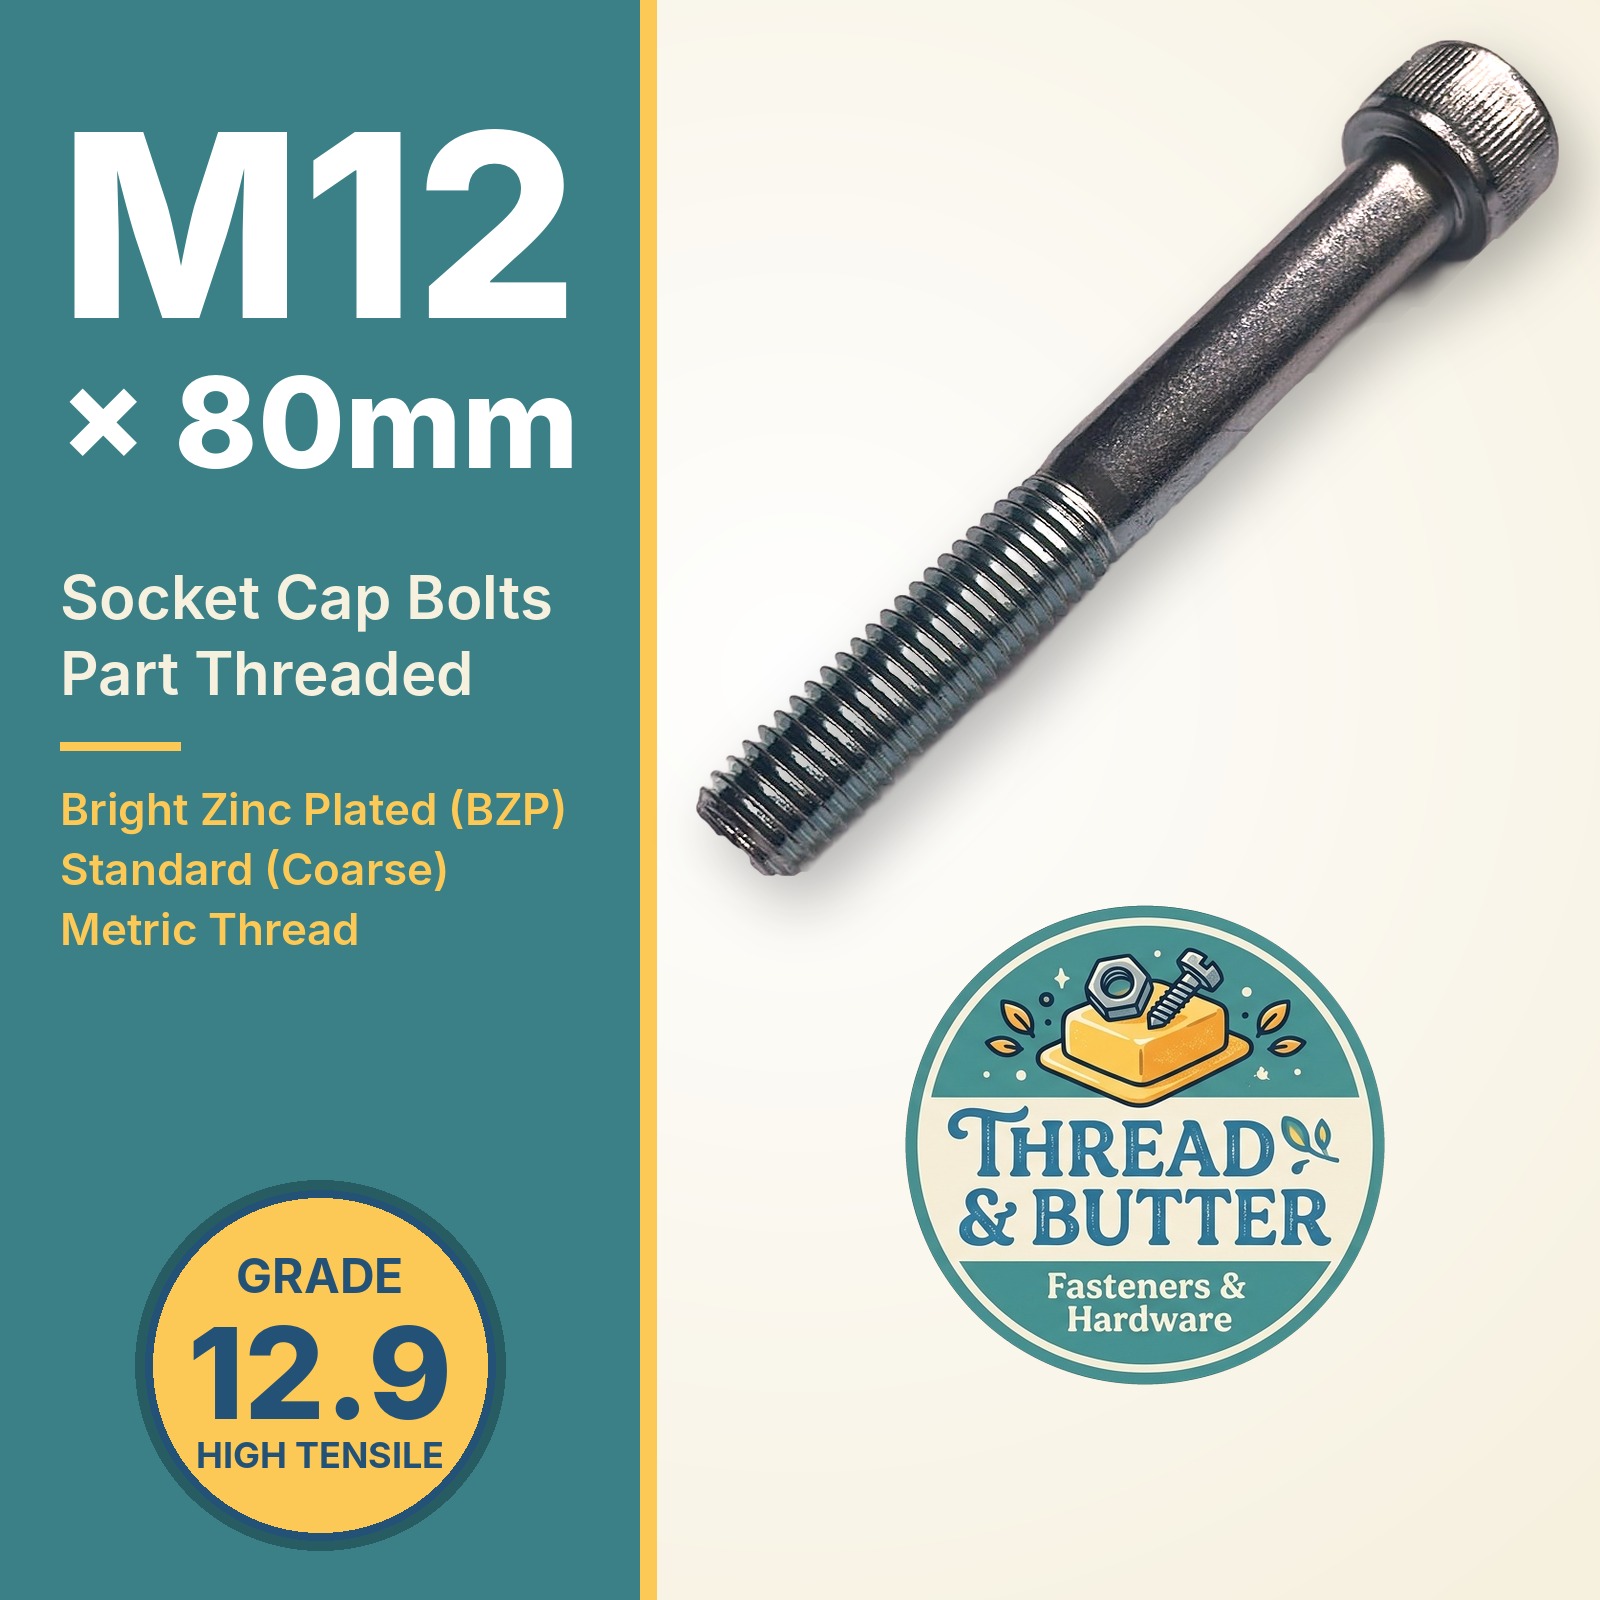 M12
× 80mm
Socket Cap Bolts
Part Threaded
Bright Zinc Plated (BZP)
Standard (Coarse)
Metric Thread
GRADE
12.9
HIGH TENSILE
THREAD
& BUTTER
Fasteners &
Hardware